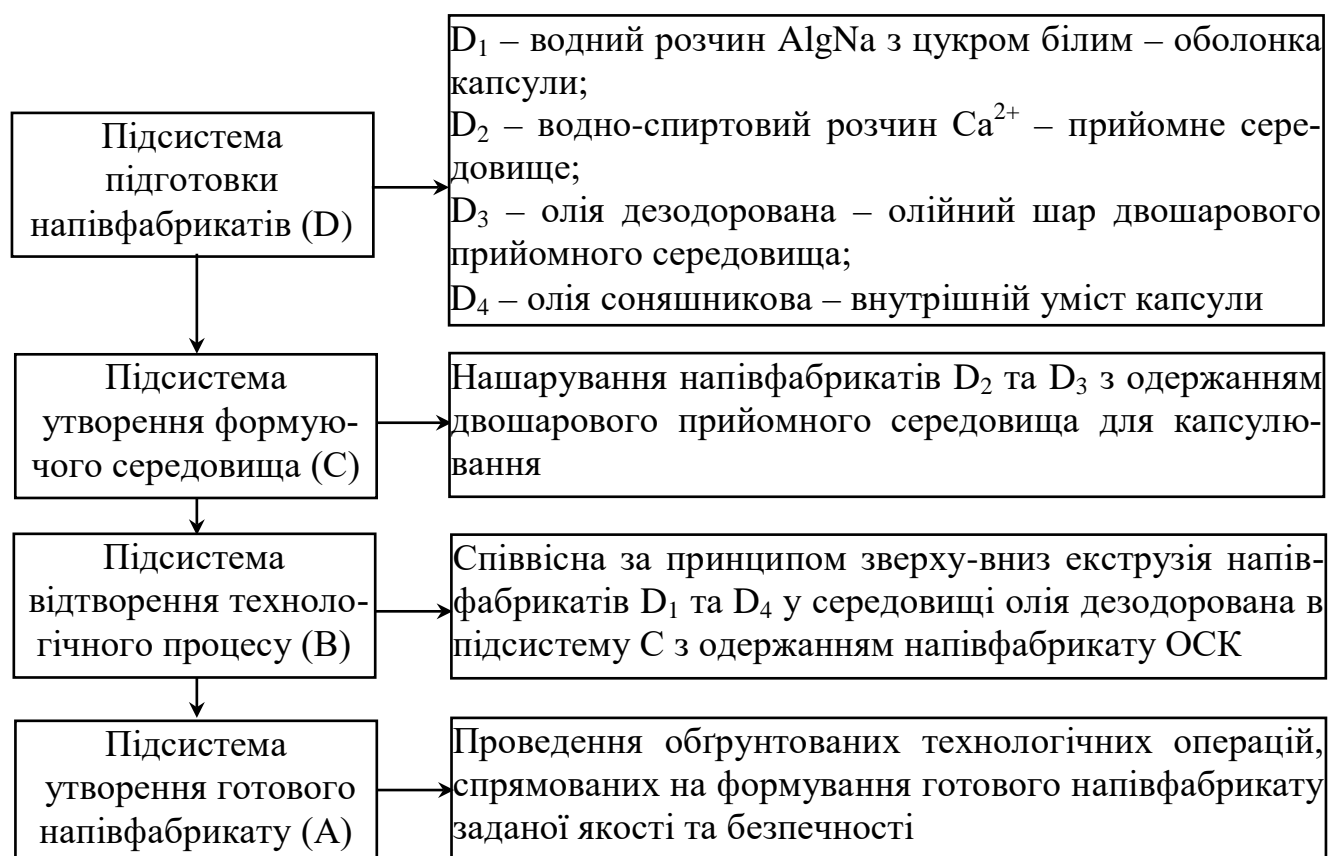 Підсистема
підготовки
напівфабрикатів (D)
D₁ – водний розчин AlgNa з цукром білим – оболонка
капсули;
D₂ – водно-спиртовий розчин Ca²⁺ – прийомне сере-
довище;
D₃ – олія дезодорована – олійний шар двошарового
прийомного середовища;
D₄ – олія соняшникова – внутрішній уміст капсули
Підсистема
утворення формую-
чого середовища (С)
Нашарування напівфабрикатів D₂ та D₃ з одержанням
двошарового прийомного середовища для капсулю-
вання
Підсистема
відтворення техноло-
гічного процесу (В)
Співвісна за принципом зверху-вниз екструзія напів-
фабрикатів D₁ та D₄ у середовищі олія дезодорована в
підсистему С з одержанням напівфабрикату ОСК
Підсистема
утворення готового
напівфабрикату (А)
Проведення обґрунтованих технологічних операцій,
спрямованих на формування готового напівфабрикату
заданої якості та безпечності